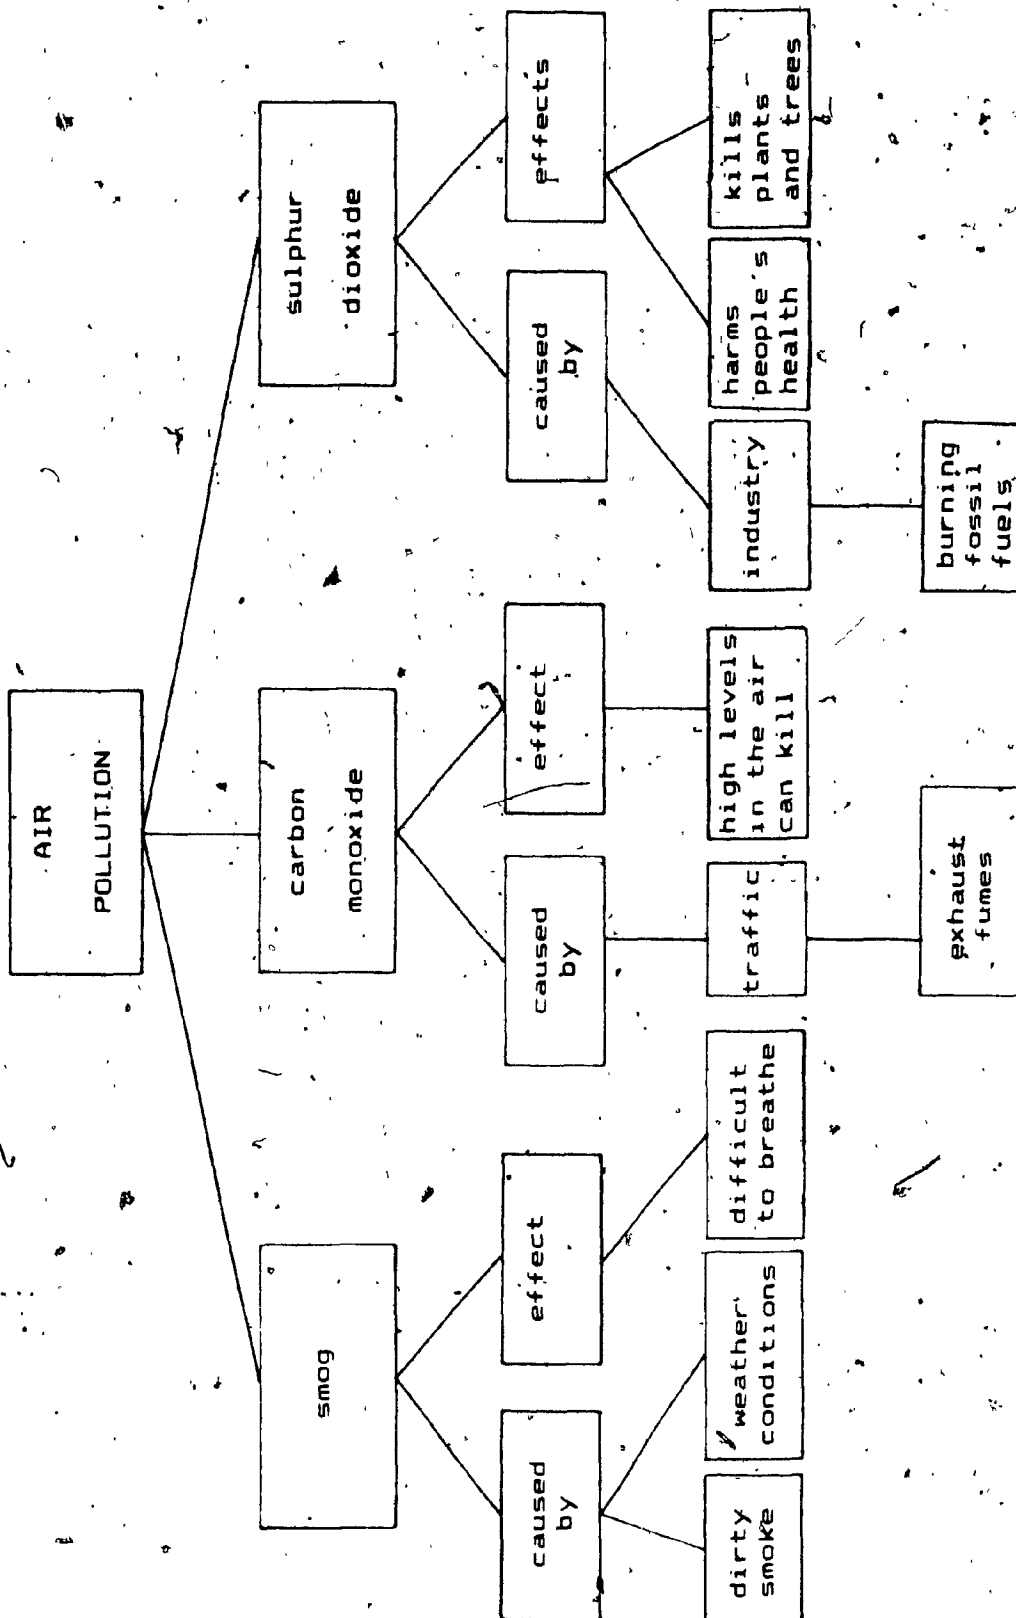 AIR
POLLUTION
smog
carbon
monoxide
sulphur
dioxide
caused
by
effect
caused
by
effect
caused
by
effects
dirty
smoke
weather
conditions
difficult
to breathe
traffic
high levels
in the air
can kill
industry
harms
people's
health
kills
plants
and trees
exhaust
fumes
burning
fossil
fuels